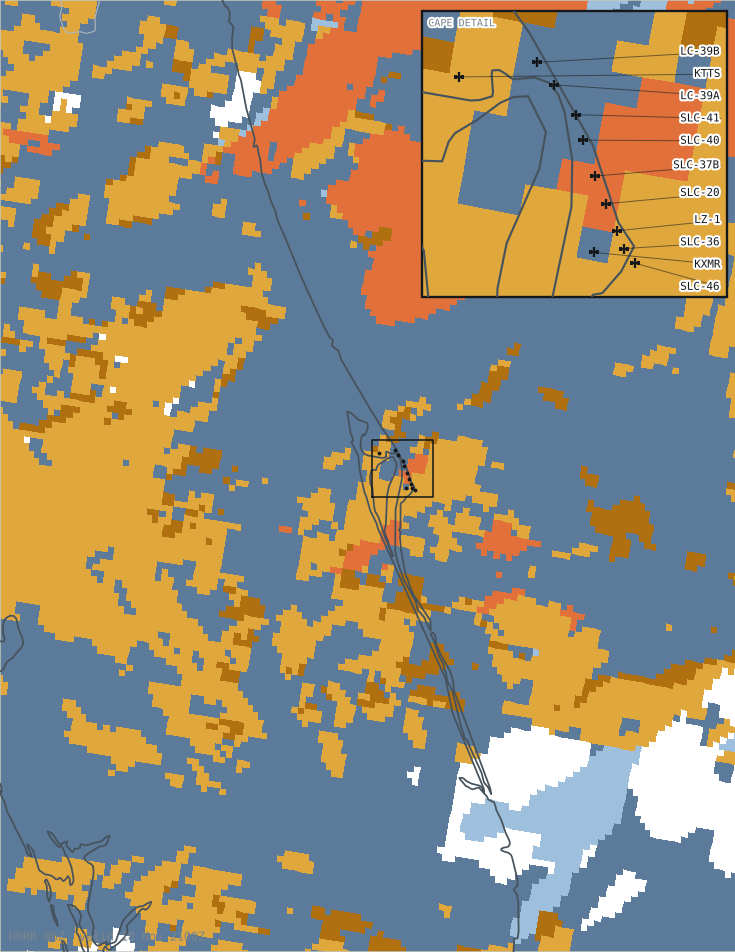 CAPE DETAIL
LC-39B
KTTS
LC-39A
SLC-41
SLC-40
SLC-37B
SLC-20
LZ-1
SLC-36
KXMR
SLC-46